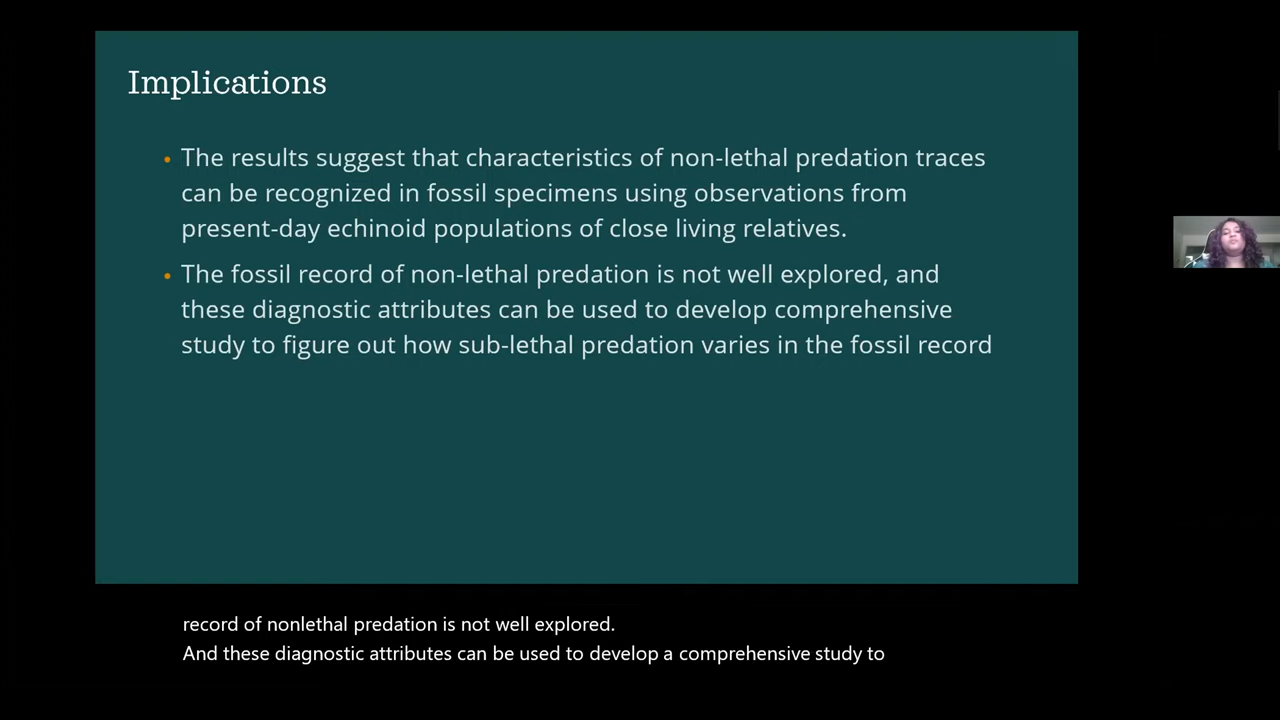 Implications
• The results suggest that characteristics of non-lethal predation traces
can be recognized in fossil specimens using observations from
present-day echinoid populations of close living relatives.
• The fossil record of non-lethal predation is not well explored, and
these diagnostic attributes can be used to develop comprehensive
study to figure out how sub-lethal predation varies in the fossil record
record of nonlethal predation is not well explored.
And these diagnostic attributes can be used to develop a comprehensive study to